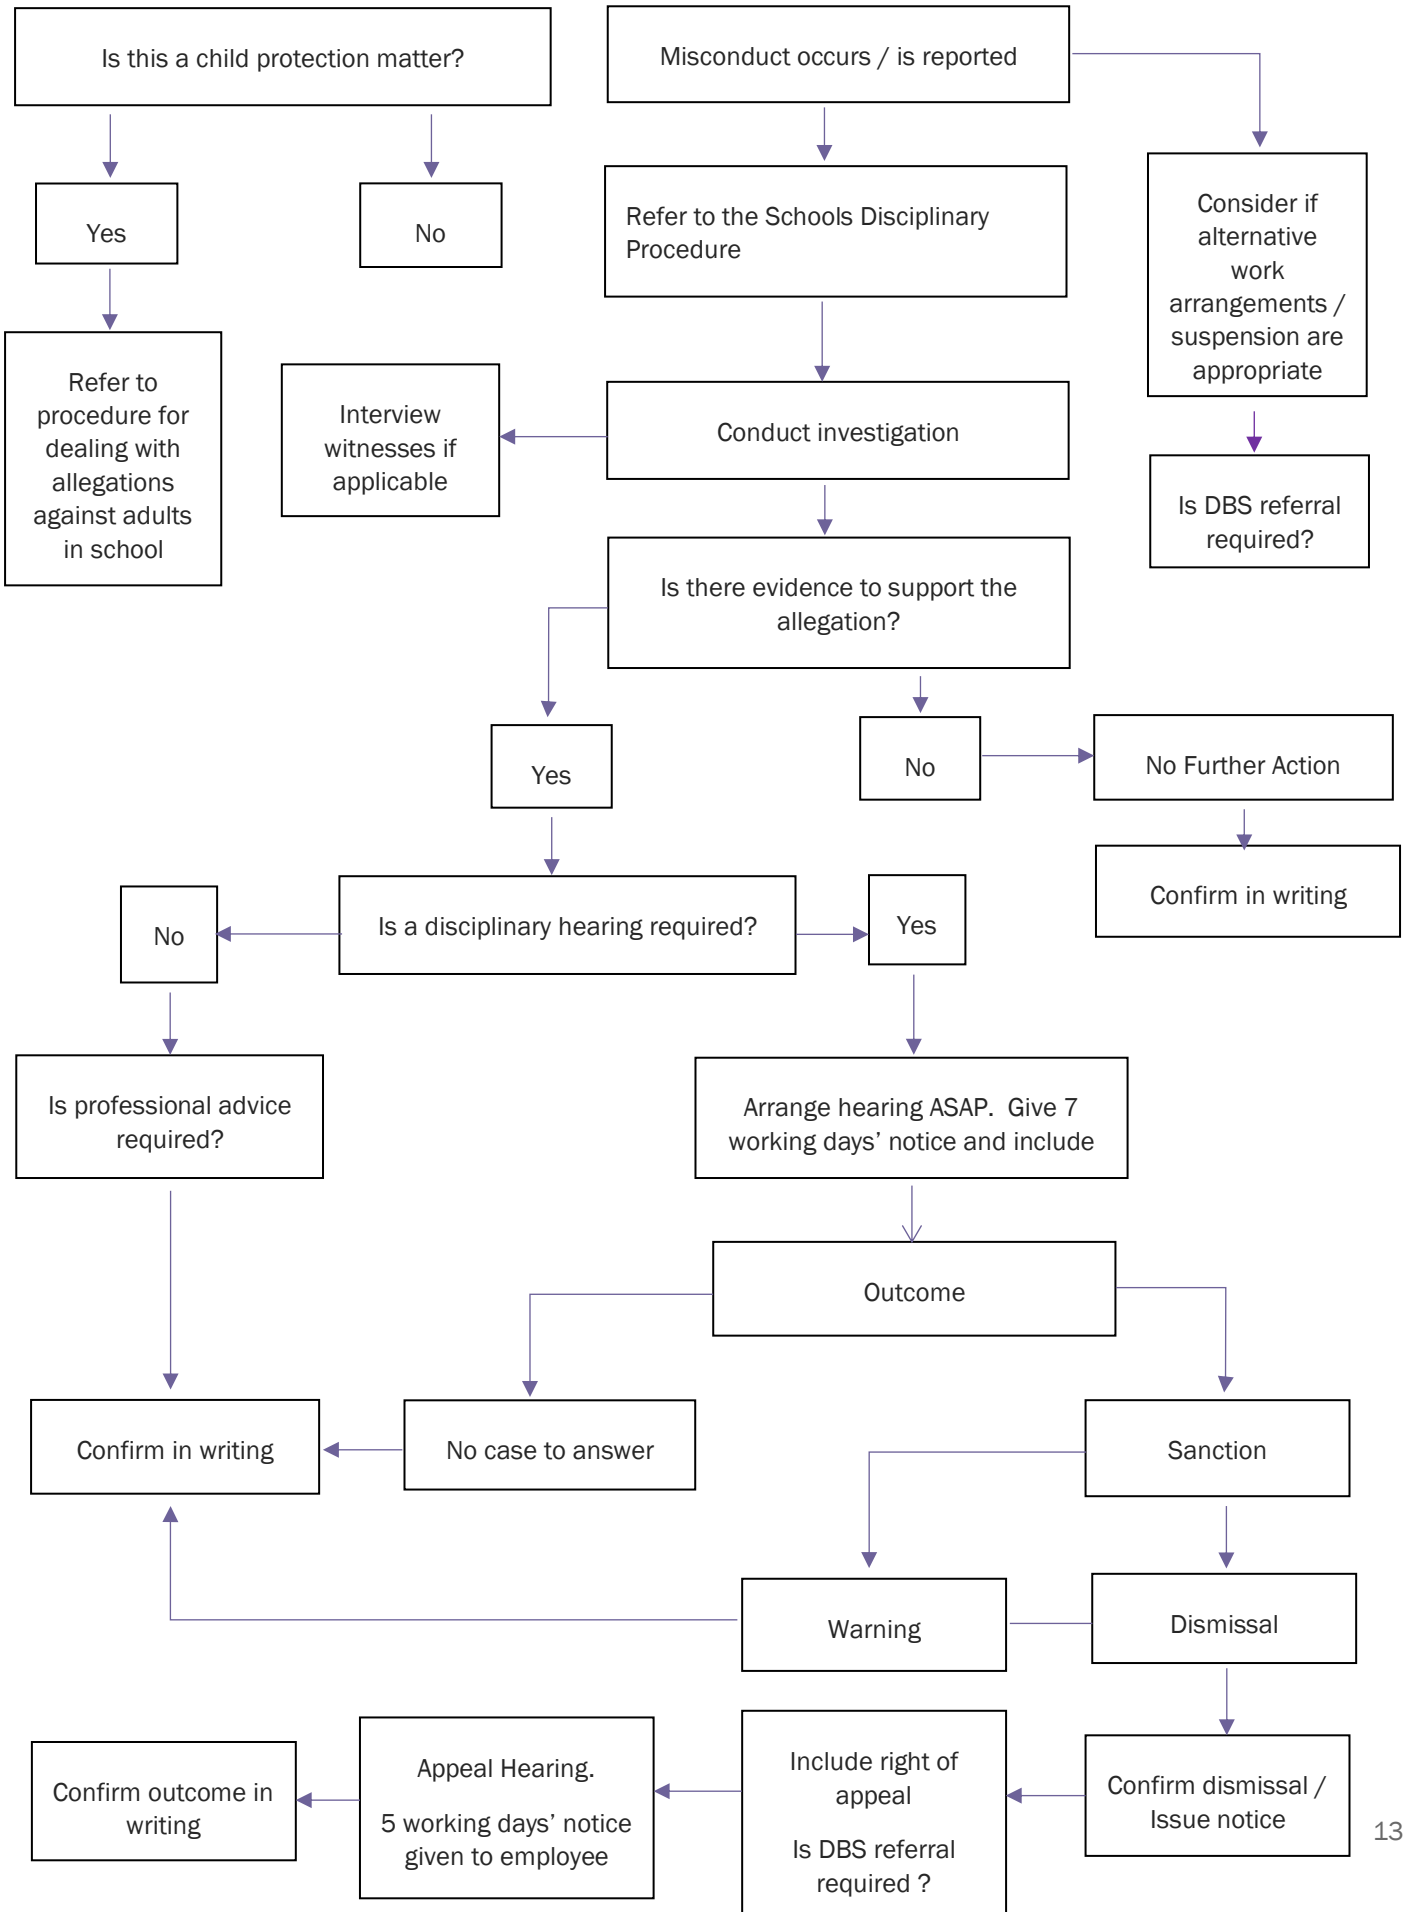 Is this a child protection matter?
Misconduct occurs / is reported
Yes
No
Refer to the Schools Disciplinary
Procedure
Consider if
alternative
work
arrangements /
suspension are
appropriate
Refer to
procedure for
dealing with
allegations
against adults
in school
Interview
witnesses if
applicable
Conduct investigation
Is DBS referral
required?
Is there evidence to support the
allegation?
Yes
No
No Further Action
Confirm in writing
No
Is a disciplinary hearing required?
Yes
Is professional advice
required?
Arrange hearing ASAP.  Give 7
working days’ notice and include
Outcome
Confirm in writing
No case to answer
Sanction
Warning
Dismissal
Confirm outcome in
writing
Appeal Hearing.
5 working days’ notice
given to employee
Include right of
appeal
Is DBS referral
required ?
Confirm dismissal /
Issue notice
13